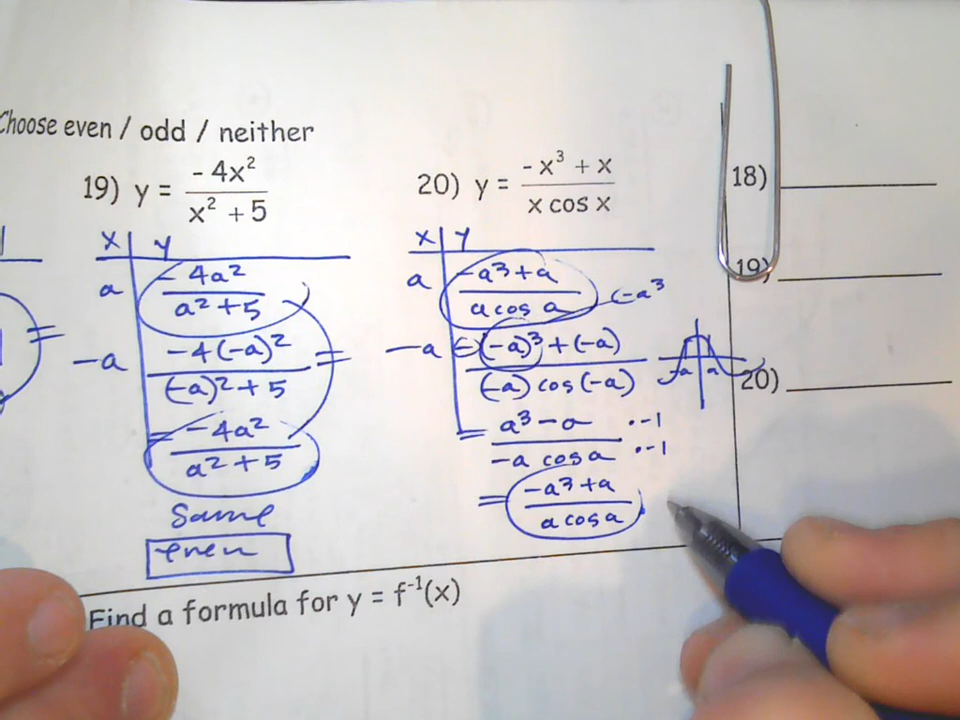 Choose even / odd / neither
19) y = - 4x² / x² + 5
x | y
a | - 4a² / a² + 5
-a | -4(-a)² / (-a)² + 5 =
= -4a² / a² + 5
Same
even
20) y = - x³ + x / x cos x
x | y
a | -a³ + a / a cos a
(-a³
-a | (-)(-a)³ + (-a) / (-a) cos (-a)
-a a
= a³ - a / -a cos a · -1 / · -1
= -a³ + a / a cos a
18)
19)
20)
Find a formula for y = f⁻¹(x)